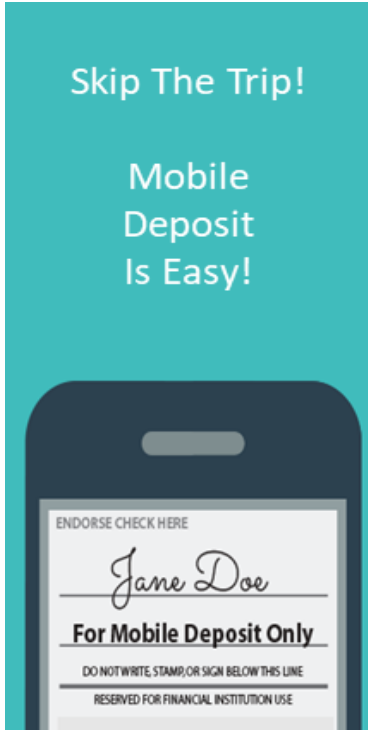 Skip The Trip!
Mobile
Deposit
Is Easy!
ENDORSE CHECK HERE
Jane Doe
For Mobile Deposit Only
DO NOT WRITE, STAMP, OR SIGN BELOW THIS LINE
RESERVED FOR FINANCIAL INSTITUTION USE